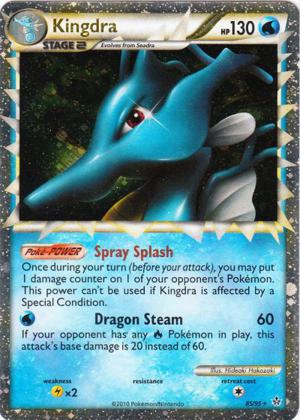 Kingdra
HP130
STAGE 2
Evolves from Seadra
Poké-POWER Spray Splash
Once during your turn (before your attack), you may put
1 damage counter on 1 of your opponent's Pokémon.
This power can't be used if Kingdra is affected by a
Special Condition.
Dragon Steam 60
If your opponent has any Pokémon in play, this
attack's base damage is 20 instead of 60.
Illus. Hideaki Hakozaki
weakness resistance retreat cost
×2
©2010 Pokémon/Nintendo
85/95